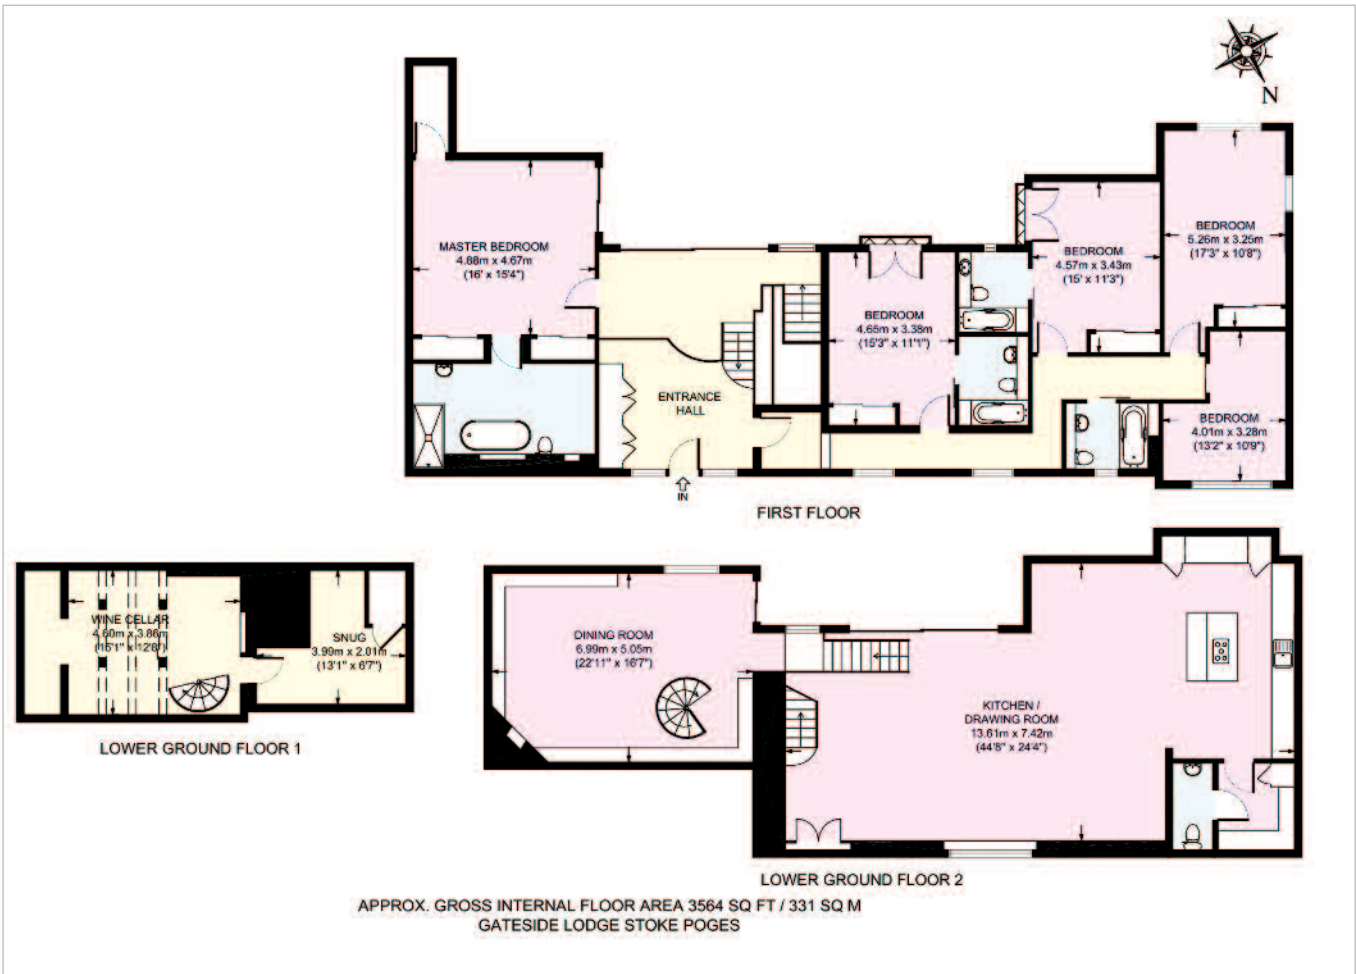 N
MASTER BEDROOM
4.88m x 4.67m
(16' x 15'4")
BEDROOM
4.65m x 3.38m
(15'3" x 11'1")
BEDROOM
4.57m x 3.43m
(15' x 11'3")
BEDROOM
5.26m x 3.25m
(17'3" x 10'8")
BEDROOM
4.01m x 3.28m
(13'2" x 10'9")
ENTRANCE
HALL
IN
FIRST FLOOR
WINE CELLAR
4.60m x 3.86m
(15'1" x 12'8")
SNUG
3.99m x 2.01m
(13'1" x 6'7")
LOWER GROUND FLOOR 1
DINING ROOM
6.99m x 5.05m
(22'11" x 16'7")
KITCHEN /
DRAWING ROOM
13.61m x 7.42m
(44'8" x 24'4")
LOWER GROUND FLOOR 2
APPROX. GROSS INTERNAL FLOOR AREA 3564 SQ FT / 331 SQ M
GATESIDE LODGE STOKE POGES